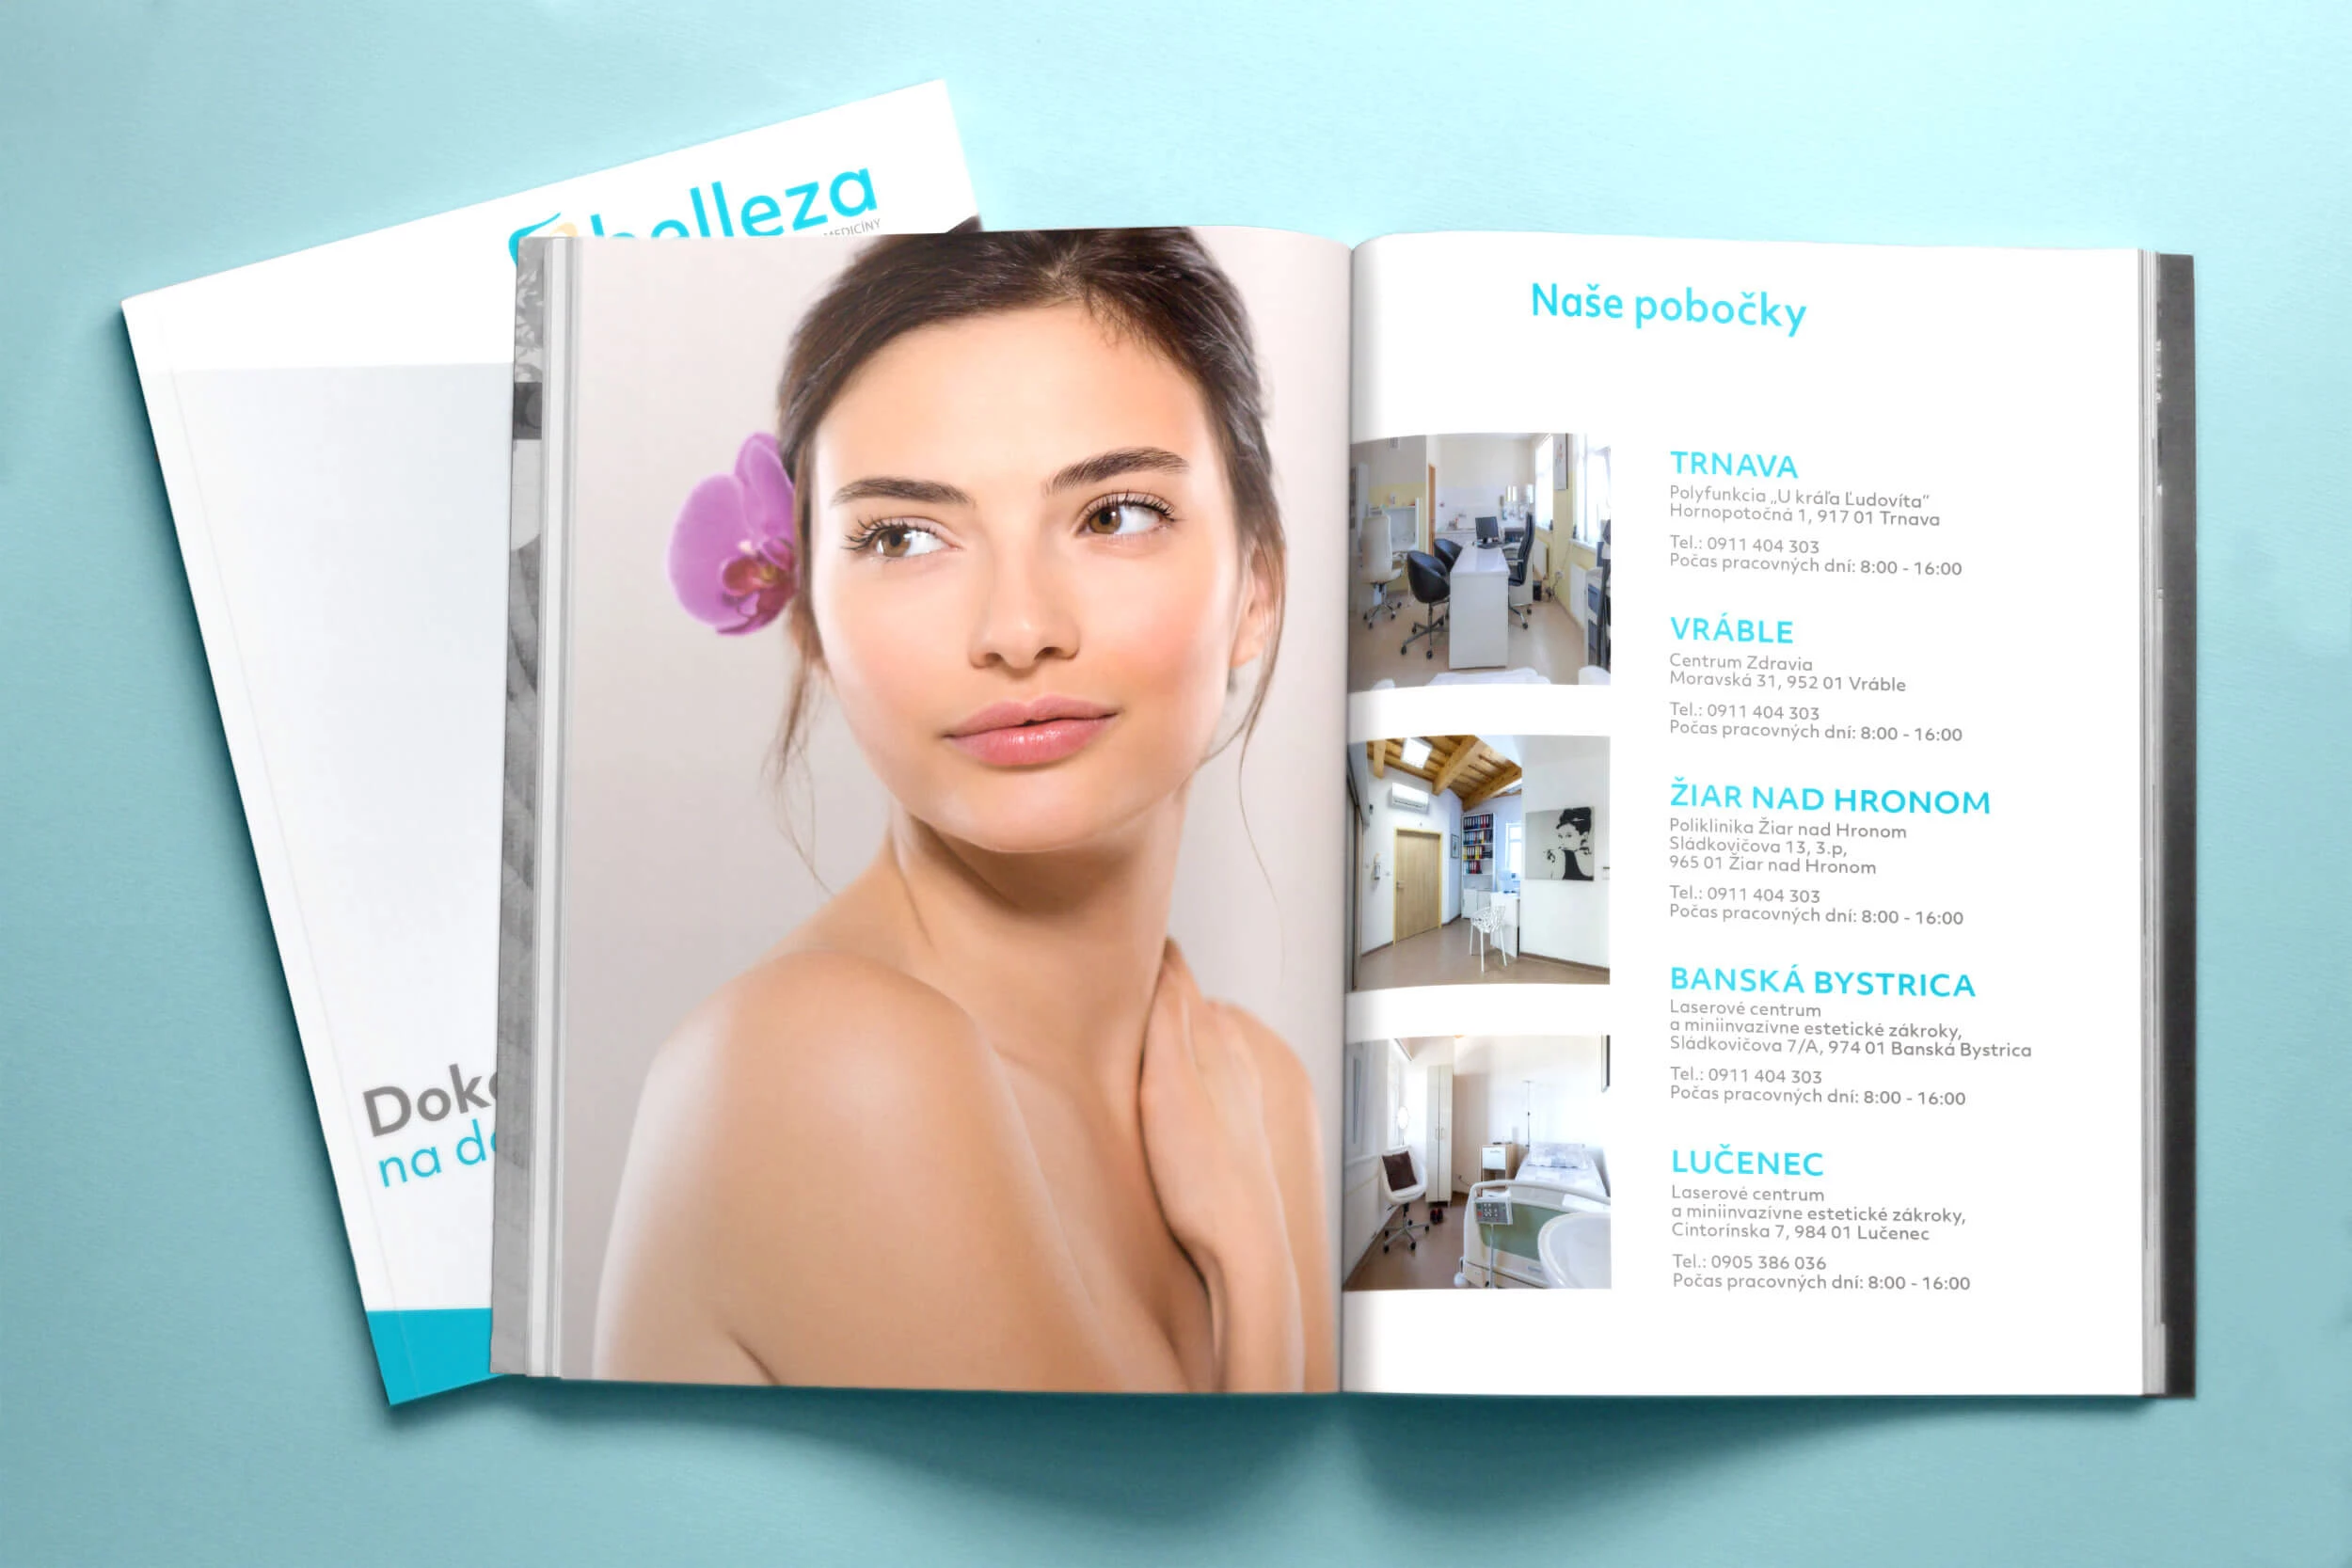 belleza
MEDICÍNY
na
Naše pobočky
TRNAVA
Polyfunkcia „U kráľa Ľudovíta“
Hornopotočná 1, 917 01 Trnava
Tel.: 0911 404 303
Počas pracovných dní: 8:00 - 16:00
VRÁBLE
Centrum Zdravia
Moravská 31, 952 01 Vráble
Tel.: 0911 404 303
Počas pracovných dní: 8:00 - 16:00
ŽIAR NAD HRONOM
Poliklinika Žiar nad Hronom
Sládkovičova 13, 3.p,
965 01 Žiar nad Hronom
Tel.: 0911 404 303
Počas pracovných dní: 8:00 - 16:00
BANSKÁ BYSTRICA
Laserové centrum
a miniinvazívne estetické zákroky,
Sládkovičova 7/A, 974 01 Banská Bystrica
Tel.: 0911 404 303
Počas pracovných dní: 8:00 - 16:00
LUČENEC
Laserové centrum
a miniinvazívne estetické zákroky,
Cintorínska 7, 984 01 Lučenec
Tel.: 0905 386 036
Počas pracovných dní: 8:00 - 16:00